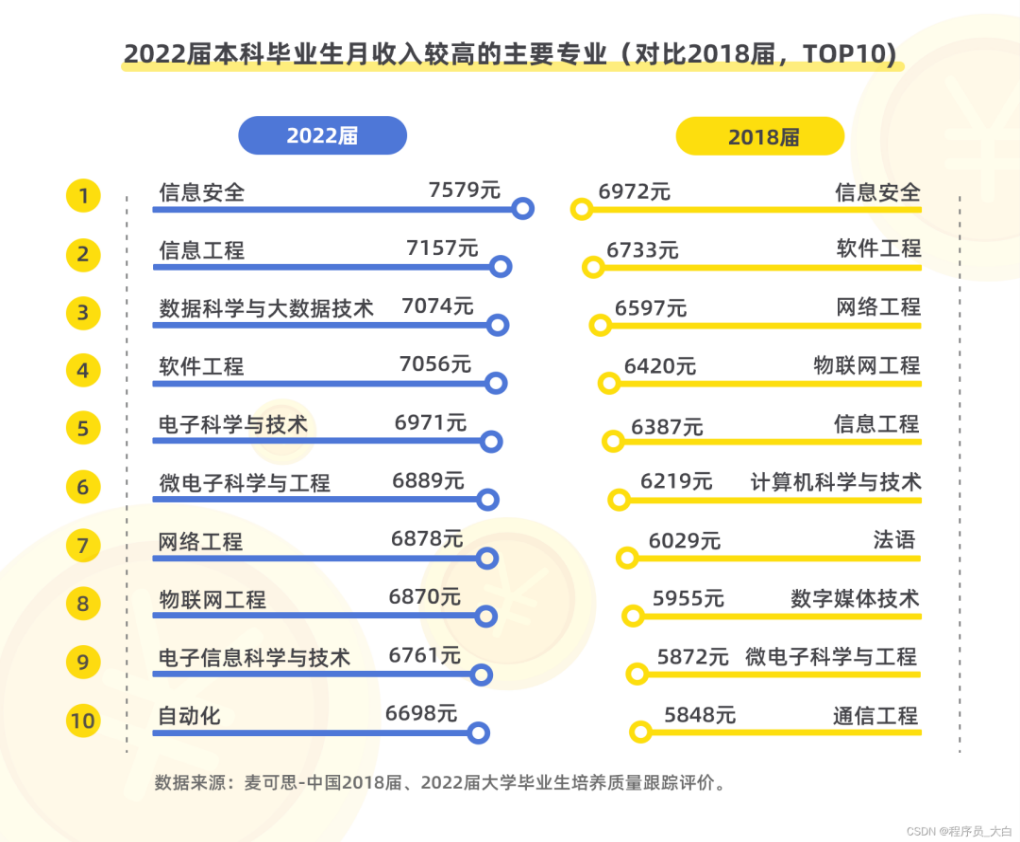 2022届本科毕业生月收入较高的主要专业（对比2018届，TOP10)
2022届 2018届
1 信息安全 7579元 6972元 信息安全
2 信息工程 7157元 6733元 软件工程
3 数据科学与大数据技术 7074元 6597元 网络工程
4 软件工程 7056元 6420元 物联网工程
5 电子科学与技术 6971元 6387元 信息工程
6 微电子科学与工程 6889元 6219元 计算机科学与技术
7 网络工程 6878元 6029元 法语
8 物联网工程 6870元 5955元 数字媒体技术
9 电子信息科学与技术 6761元 5872元 微电子科学与工程
10 自动化 6698元 5848元 通信工程
数据来源：麦可思-中国2018届、2022届大学毕业生培养质量跟踪评价。
CSDN @程序员_大白